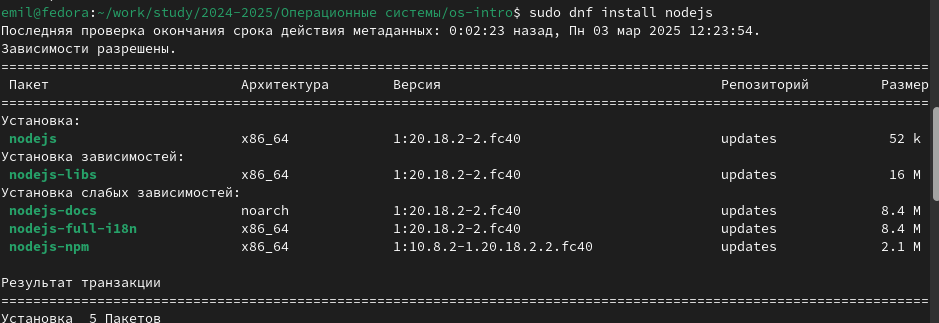 emil@fedora:~/work/study/2024-2025/Операционные системы/os-intro$ sudo dnf install nodejs
Последняя проверка окончания срока действия метаданных: 0:02:23 назад, Пн 03 мар 2025 12:23:54.
Зависимости разрешены.
================================================================================
Пакет Архитектура Версия Репозиторий Размер
================================================================================
Установка:
nodejs x86_64 1:20.18.2-2.fc40 updates 52 k
Установка зависимостей:
nodejs-libs x86_64 1:20.18.2-2.fc40 updates 16 M
Установка слабых зависимостей:
nodejs-docs noarch 1:20.18.2-2.fc40 updates 8.4 M
nodejs-full-i18n x86_64 1:20.18.2-2.fc40 updates 8.4 M
nodejs-npm x86_64 1:10.8.2-1.20.18.2.2.fc40 updates 2.1 M
Результат транзакции
================================================================================
Установка 5 Пакетов